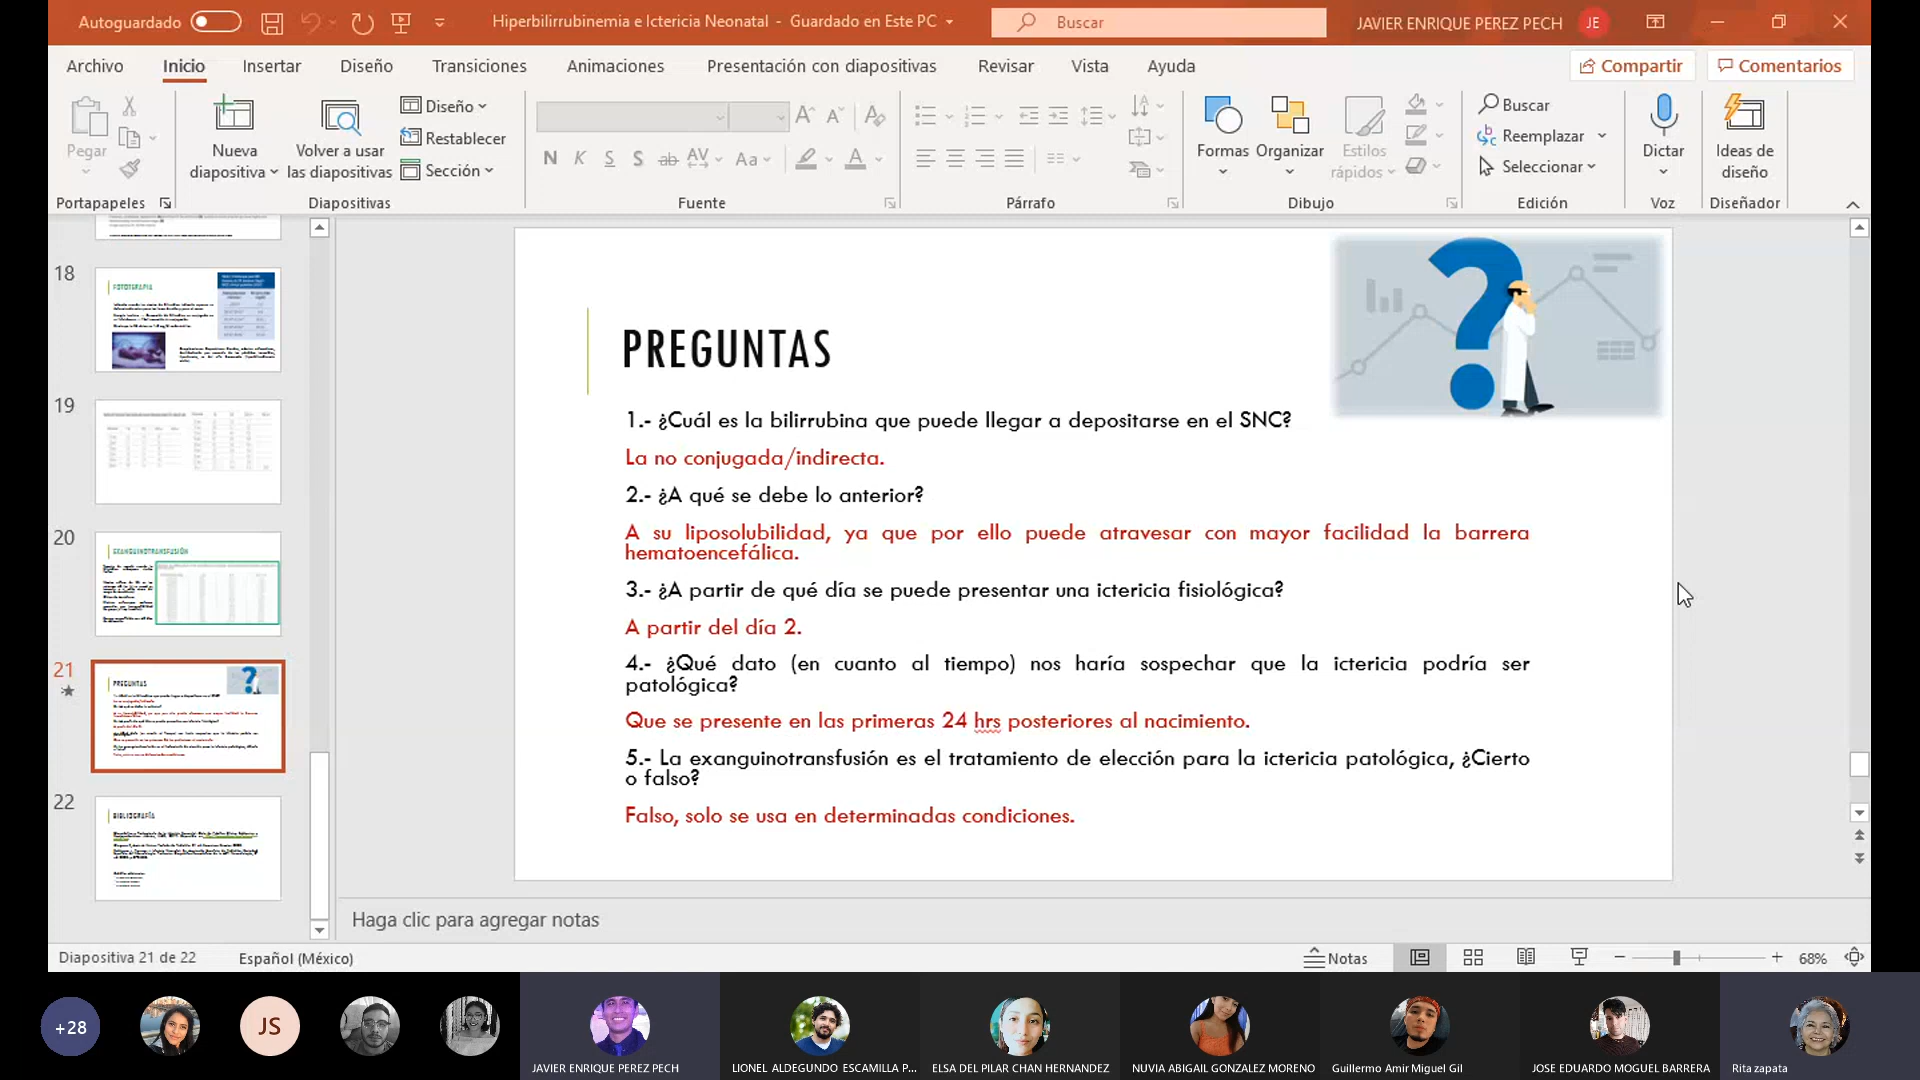 Autoguardado
Hiperbilirrubinemia e Ictericia Neonatal - Guardado en Este PC
Buscar
JAVIER ENRIQUE PEREZ PECH
JE
Archivo Inicio Insertar Diseño Transiciones Animaciones Presentación con diapositivas Revisar Vista Ayuda
Compartir
Comentarios
Pegar
Nueva diapositiva
Volver a usar las diapositivas
Diseño
Restablecer
Sección
N K S S ab AV Aa A
Formas
Organizar
Estilos rápidos
Buscar
Reemplazar
Seleccionar
Dictar
Ideas de diseño
Portapapeles Diapositivas Fuente Párrafo Dibujo Edición Voz Diseñador
18
FOTOTERAPIA
19
20
EXANGUINOTRANSFUSIÓN
21
PREGUNTAS
22
BIBLIOGRAFÍA
PREGUNTAS
1.- ¿Cuál es la bilirrubina que puede llegar a depositarse en el SNC?
La no conjugada/indirecta.
2.- ¿A qué se debe lo anterior?
A su liposolubilidad, ya que por ello puede atravesar con mayor facilidad la barrera
hematoencefálica.
3.- ¿A partir de qué día se puede presentar una ictericia fisiológica?
A partir del día 2.
4.- ¿Qué dato (en cuanto al tiempo) nos haría sospechar que la ictericia podría ser
patológica?
Que se presente en las primeras 24 hrs posteriores al nacimiento.
5.- La exanguinotransfusión es el tratamiento de elección para la ictericia patológica, ¿Cierto
o falso?
Falso, solo se usa en determinadas condiciones.
Haga clic para agregar notas
Diapositiva 21 de 22
Español (México)
Notas
68%
+28
JS
JAVIER ENRIQUE PEREZ PECH
LIONEL ALDEGUNDO ESCAMILLA P...
ELSA DEL PILAR CHAN HERNANDEZ
NUVIA ABIGAIL GONZALEZ MORENO
Guillermo Amir Miguel Gil
JOSE EDUARDO MOGUEL BARRERA
Rita zapata